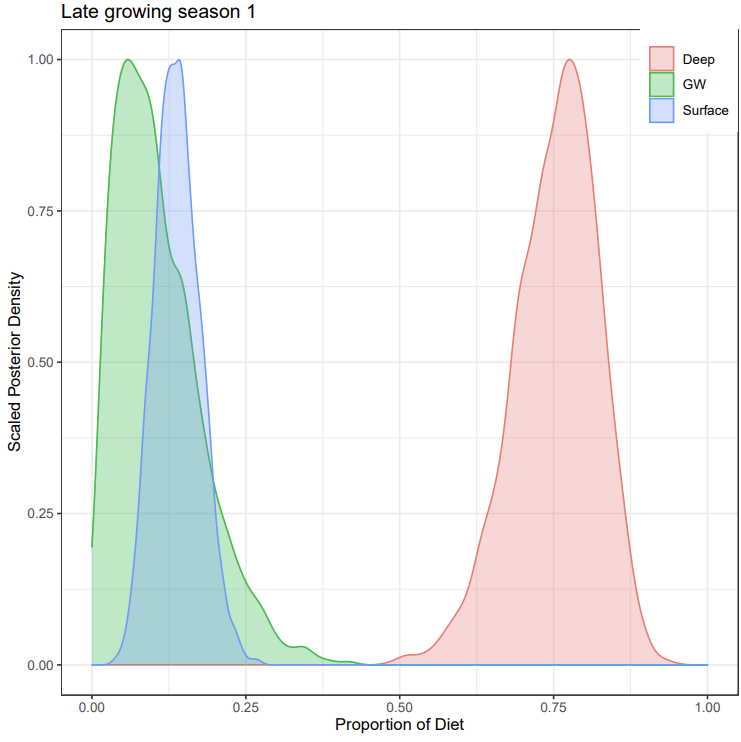 Late growing season 1
Deep
GW
Surface
1.00
0.75
0.50
0.25
0.00
Scaled Posterior Density
0.00 0.25 0.50 0.75 1.00
Proportion of Diet